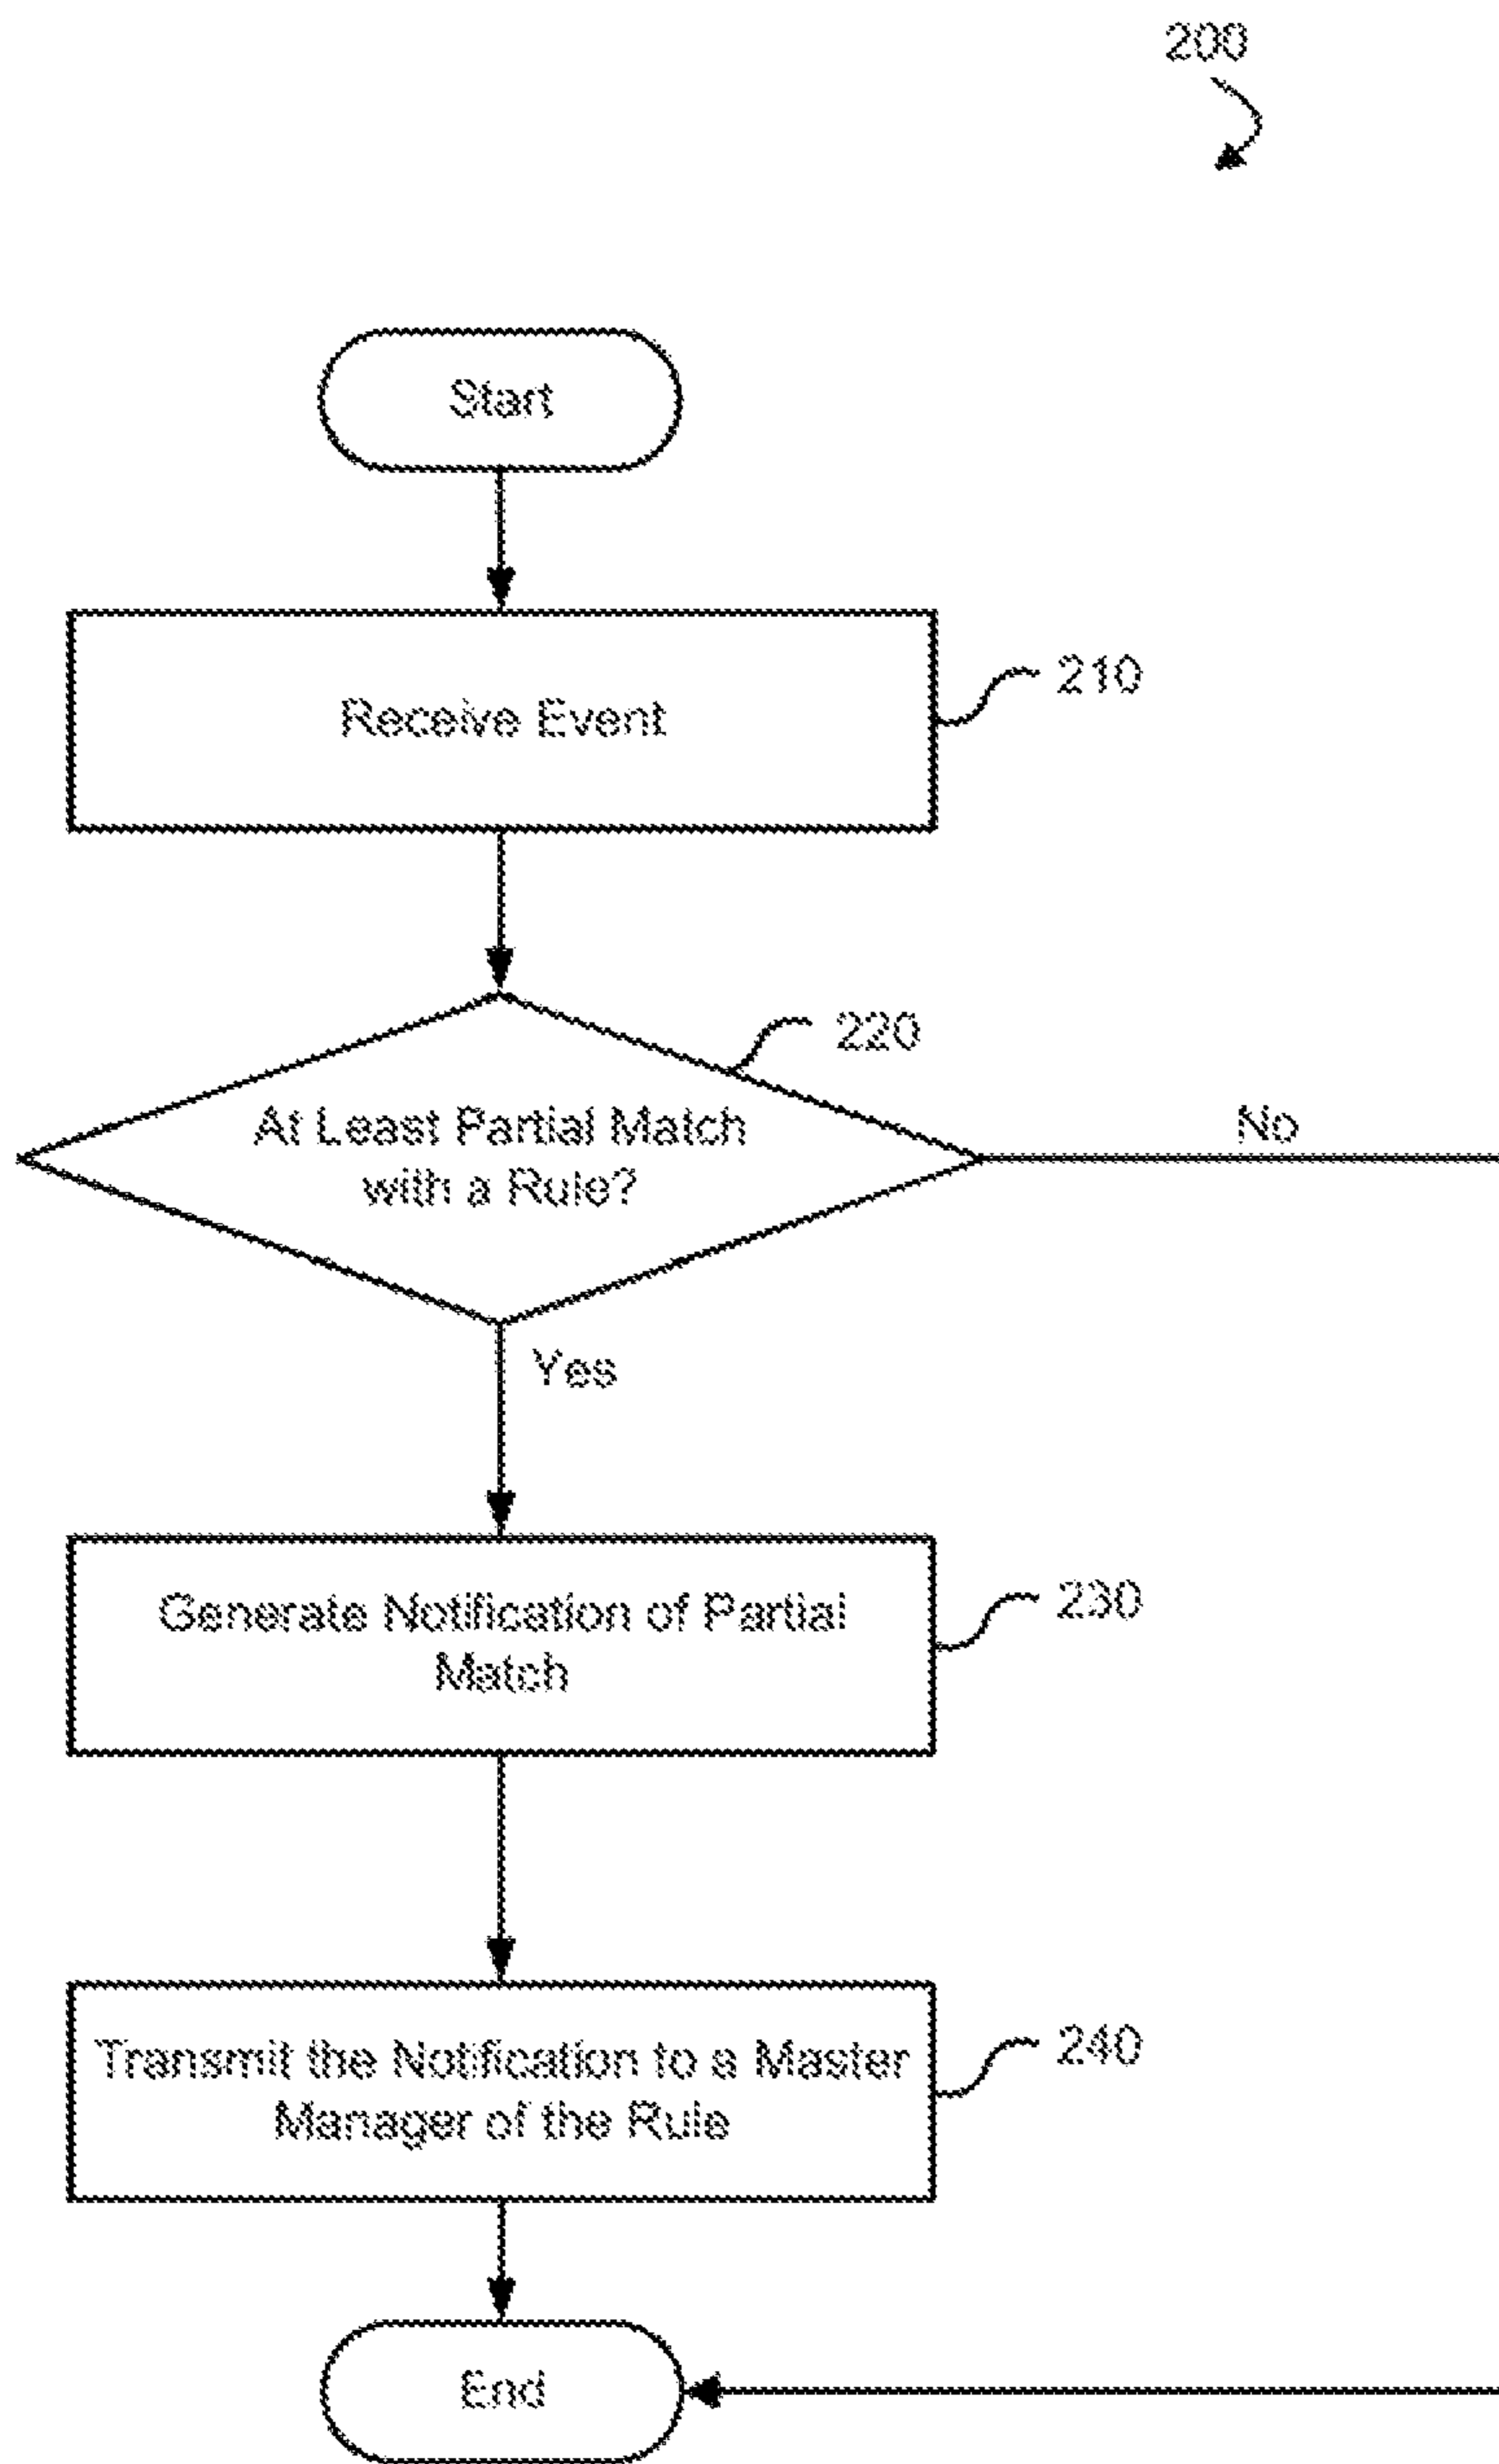 200
Start
Receive Event
210
220
At Least Partial Match
with a Rule?
No
Yes
Generate Notification of Partial
Match
230
Transmit the Notification to a Master
Manager of the Rule
240
End